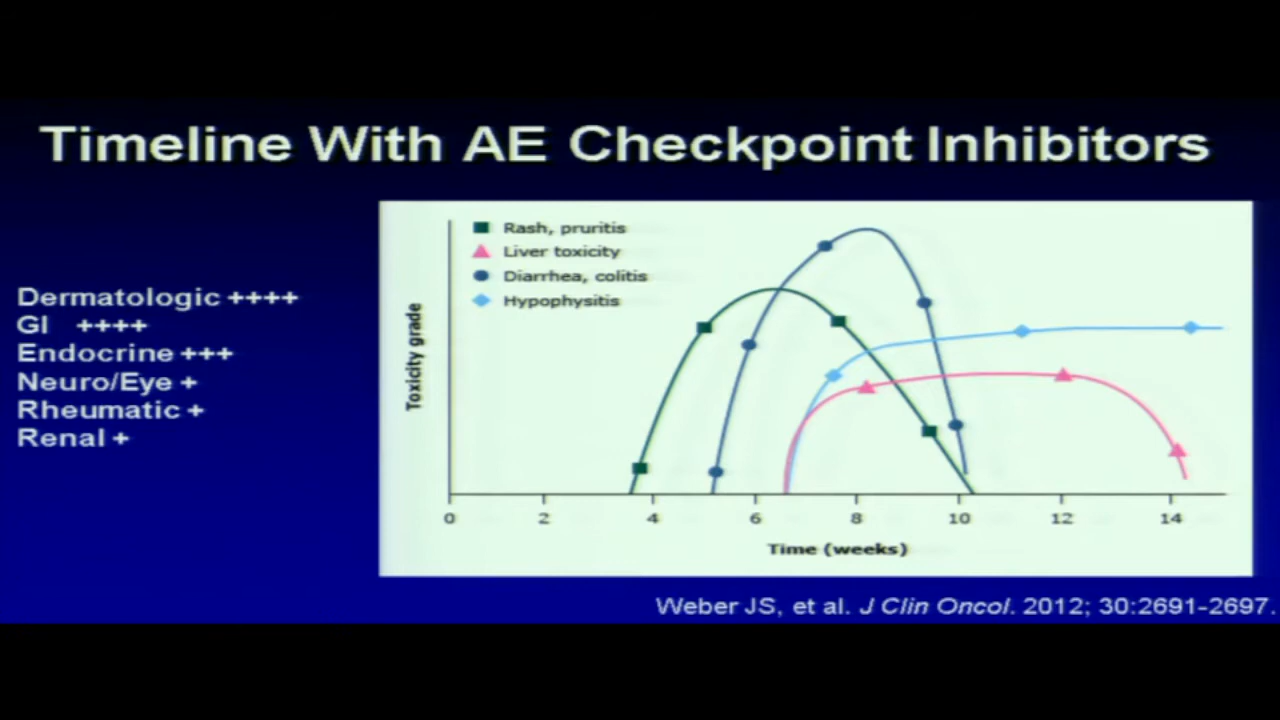 Timeline With AE Checkpoint Inhibitors
Dermatologic ++++
GI ++++
Endocrine +++
Neuro/Eye +
Rheumatic +
Renal +
Rash, pruritis
Liver toxicity
Diarrhea, colitis
Hypophysitis
Toxicity grade
0 2 4 6 8 10 12 14
Time (weeks)
Weber JS, et al. J Clin Oncol. 2012; 30:2691-2697.